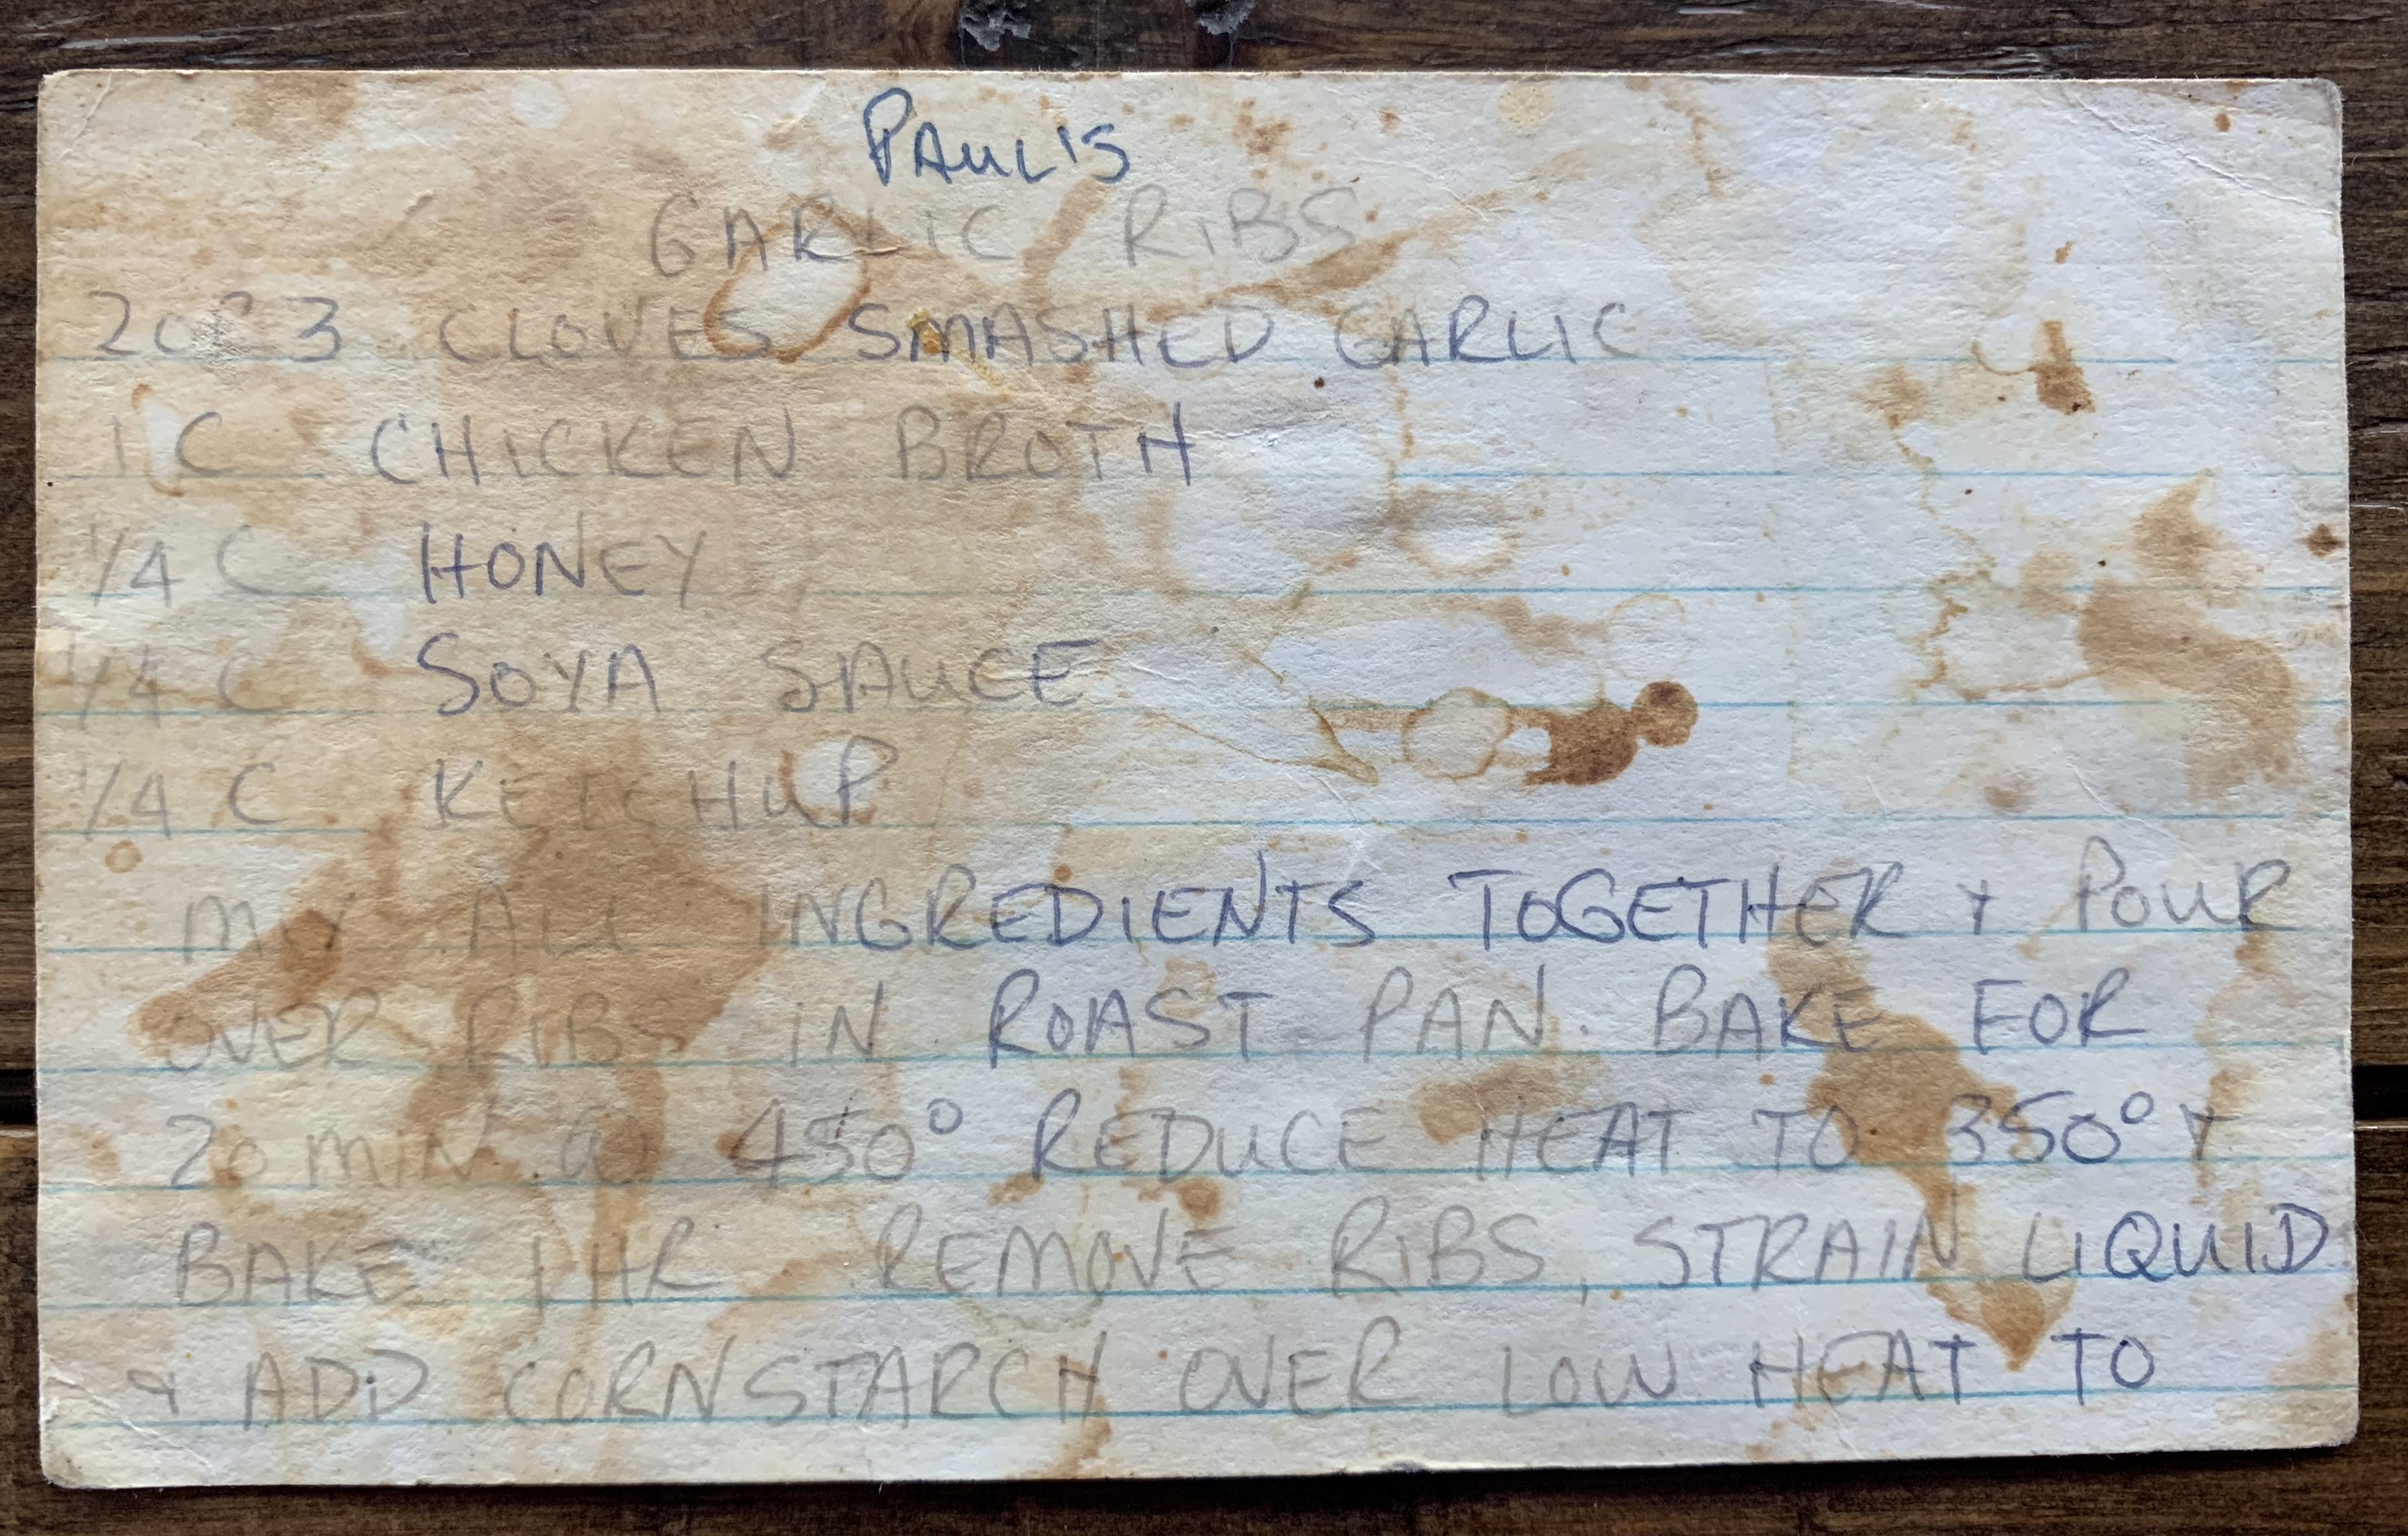 PAUL'S
GARLIC RiBS
2 OR 3 CLOVES SMASHED GARLIC
1 C CHiCKEN BROTH
1/4 C HONEY
1/4 C SOYA SAUCE
1/4 C KETCHUP
MIX ALL INGREDIENTS TOGETHER + POUR
OVER RIBS IN ROAST PAN. BAKE FOR
20 MIN @ 450° REDUCE HEAT TO 350° +
BAKE 1 HR REMOVE RiBS, STRAIN LIQUID
+ ADD CORNSTARCH OVER LOW HEAT TO